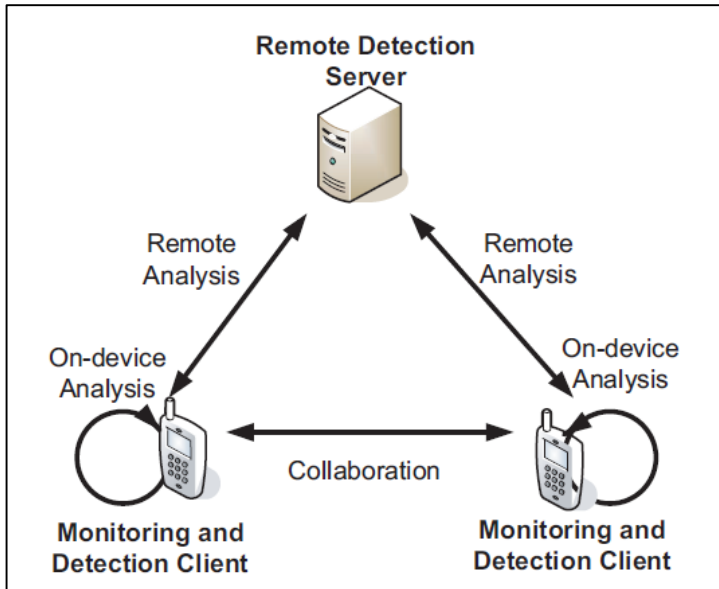 Remote Detection
Server
Remote
Analysis
Remote
Analysis
On-device
Analysis
On-device
Analysis
Collaboration
Monitoring and
Detection Client
Monitoring and
Detection Client